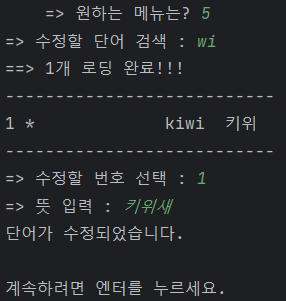 => 원하는 메뉴는? 5
=> 수정할 단어 검색 : wi
==> 1개 로딩 완료!!!
---------------------------
1 *             kiwi  키위
---------------------------
=> 수정할 번호 선택 : 1
=> 뜻 입력 : 키위새
단어가 수정되었습니다.
계속하려면 엔터를 누르세요.